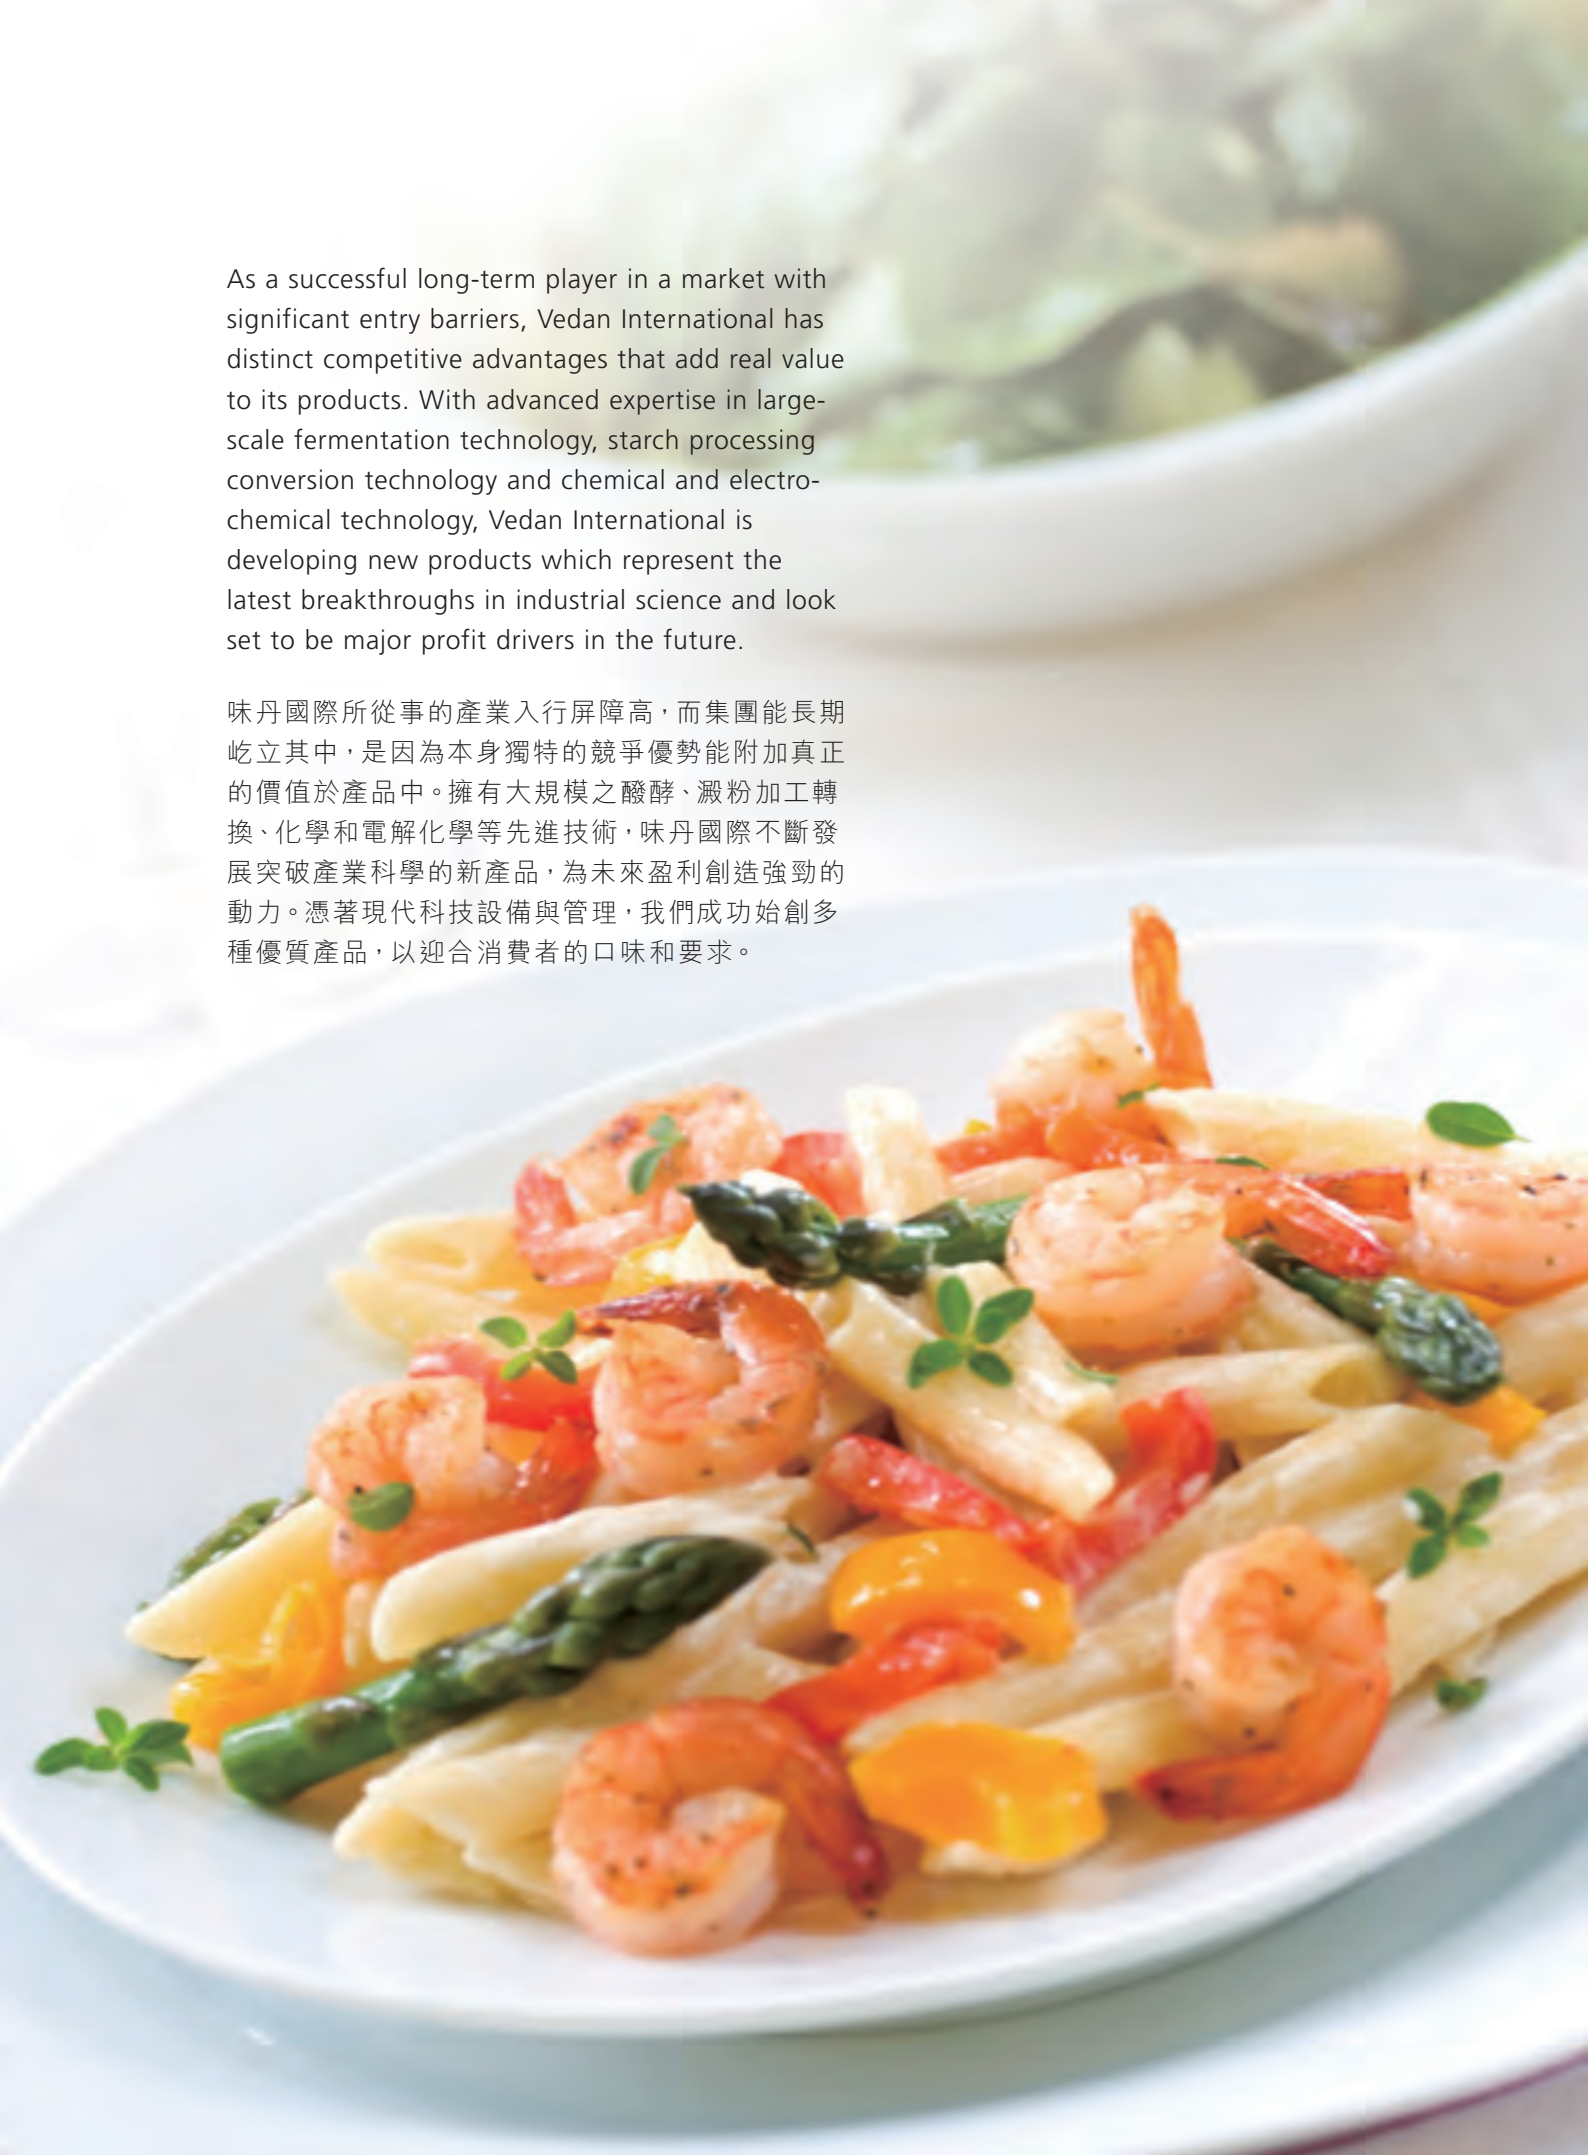 As a successful long-term player in a market with
significant entry barriers, Vedan International has
distinct competitive advantages that add real value
to its products. With advanced expertise in large-
scale fermentation technology, starch processing
conversion technology and chemical and electro-
chemical technology, Vedan International is
developing new products which represent the
latest breakthroughs in industrial science and look
set to be major profit drivers in the future.
味丹國際所從事的產業入行屏障高，而集團能長期
屹立其中，是因為本身獨特的競爭優勢能附加真正
的價值於產品中。擁有大規模之醱酵、澱粉加工轉
換、化學和電解化學等先進技術，味丹國際不斷發
展突破產業科學的新產品，為未來盈利創造強勁的
動力。憑著現代科技設備與管理，我們成功始創多
種優質產品，以迎合消費者的口味和要求。